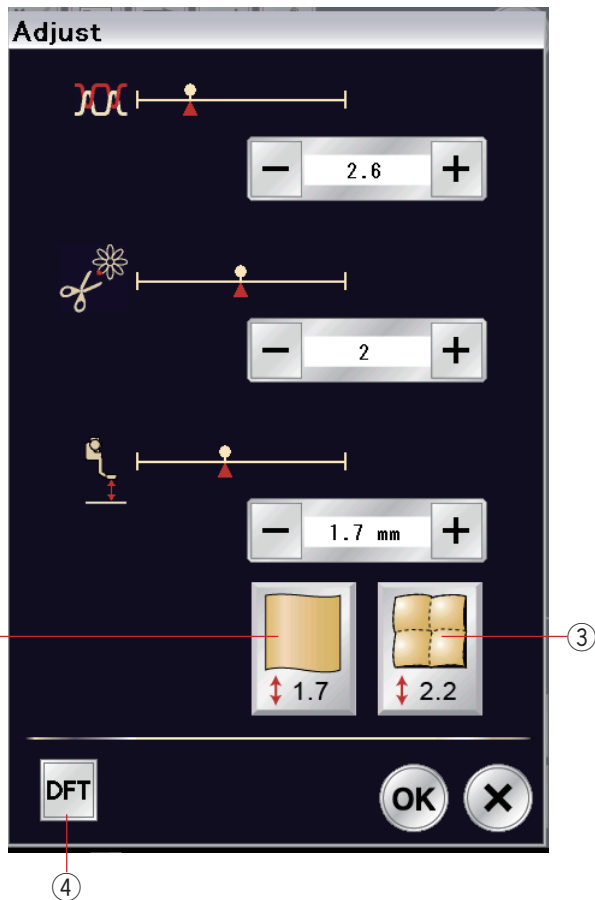 Adjust
− 2.6 +
− 2 +
− 1.7 mm +
1.7 2.2
③
DFT OK ×
④